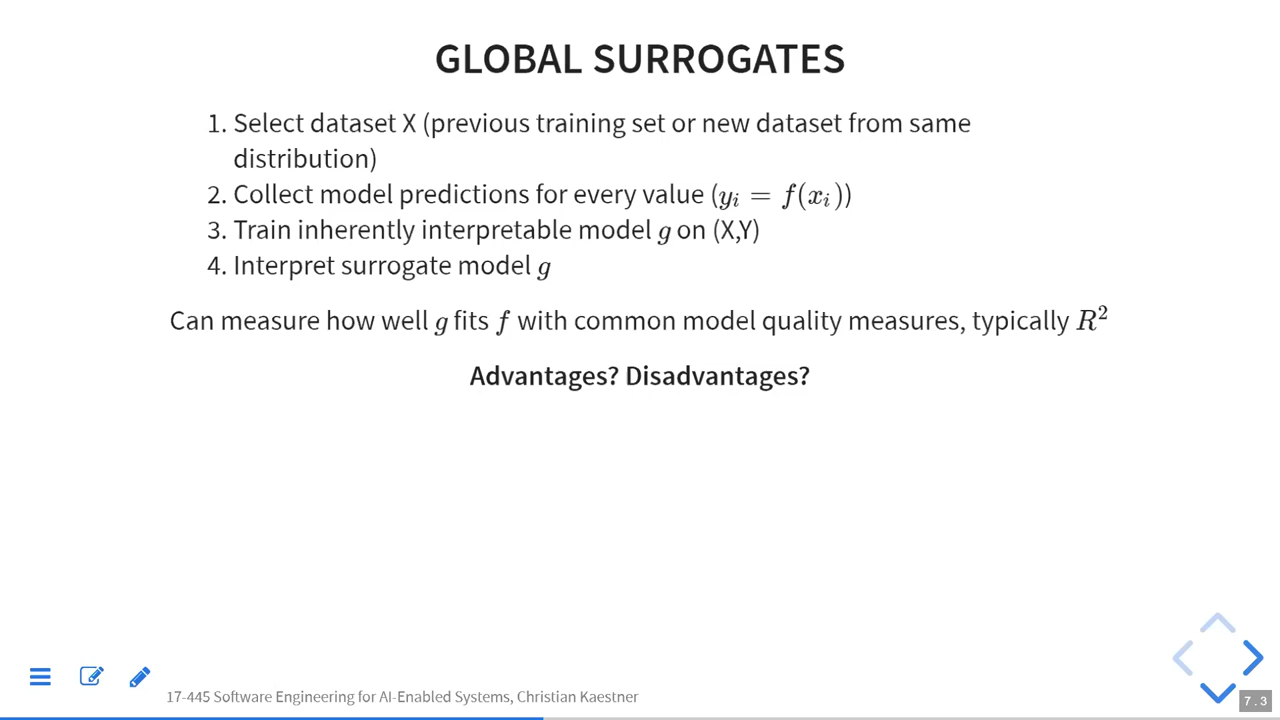 GLOBAL SURROGATES
1. Select dataset X (previous training set or new dataset from same
distribution)
2. Collect model predictions for every value (yᵢ = f(xᵢ))
3. Train inherently interpretable model g on (X,Y)
4. Interpret surrogate model g
Can measure how well g fits f with common model quality measures, typically R²
Advantages? Disadvantages?
17-445 Software Engineering for AI-Enabled Systems, Christian Kaestner
7 . 3